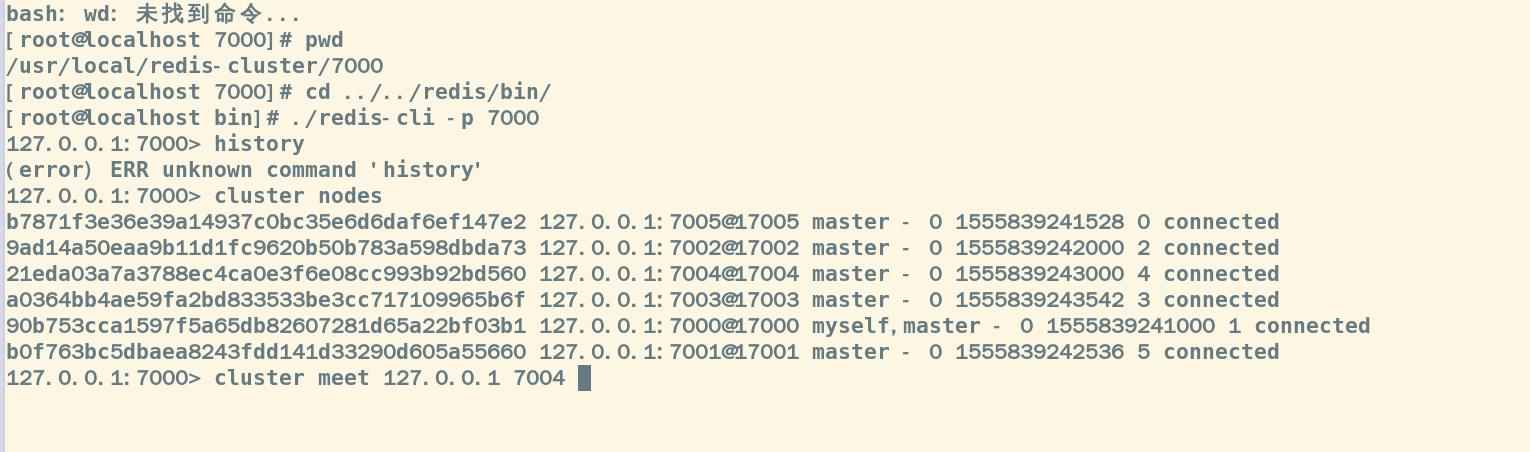 bash: wd: 未找到命令...
[root@localhost 7000]# pwd
/usr/local/redis-cluster/7000
[root@localhost 7000]# cd ../../redis/bin/
[root@localhost bin]# ./redis-cli -p 7000
127.0.0.1:7000> history
(error) ERR unknown command 'history'
127.0.0.1:7000> cluster nodes
b7871f3e36e39a14937c0bc35e6d6daf6ef147e2 127.0.0.1:7005@17005 master - 0 1555839241528 0 connected
9ad14a50eaa9b11d1fc9620b50b783a598dbda73 127.0.0.1:7002@17002 master - 0 1555839242000 2 connected
21eda03a7a3788ec4ca0e3f6e08cc993b92bd560 127.0.0.1:7004@17004 master - 0 1555839243000 4 connected
a0364bb4ae59fa2bd833533be3cc717109965b6f 127.0.0.1:7003@17003 master - 0 1555839243542 3 connected
90b753cca1597f5a65db82607281d65a22bf03b1 127.0.0.1:7000@17000 myself,master - 0 1555839241000 1 connected
b0f763bc5dbaea8243fdd141d33290d605a55660 127.0.0.1:7001@17001 master - 0 1555839242536 5 connected
127.0.0.1:7000> cluster meet 127.0.0.1 7004